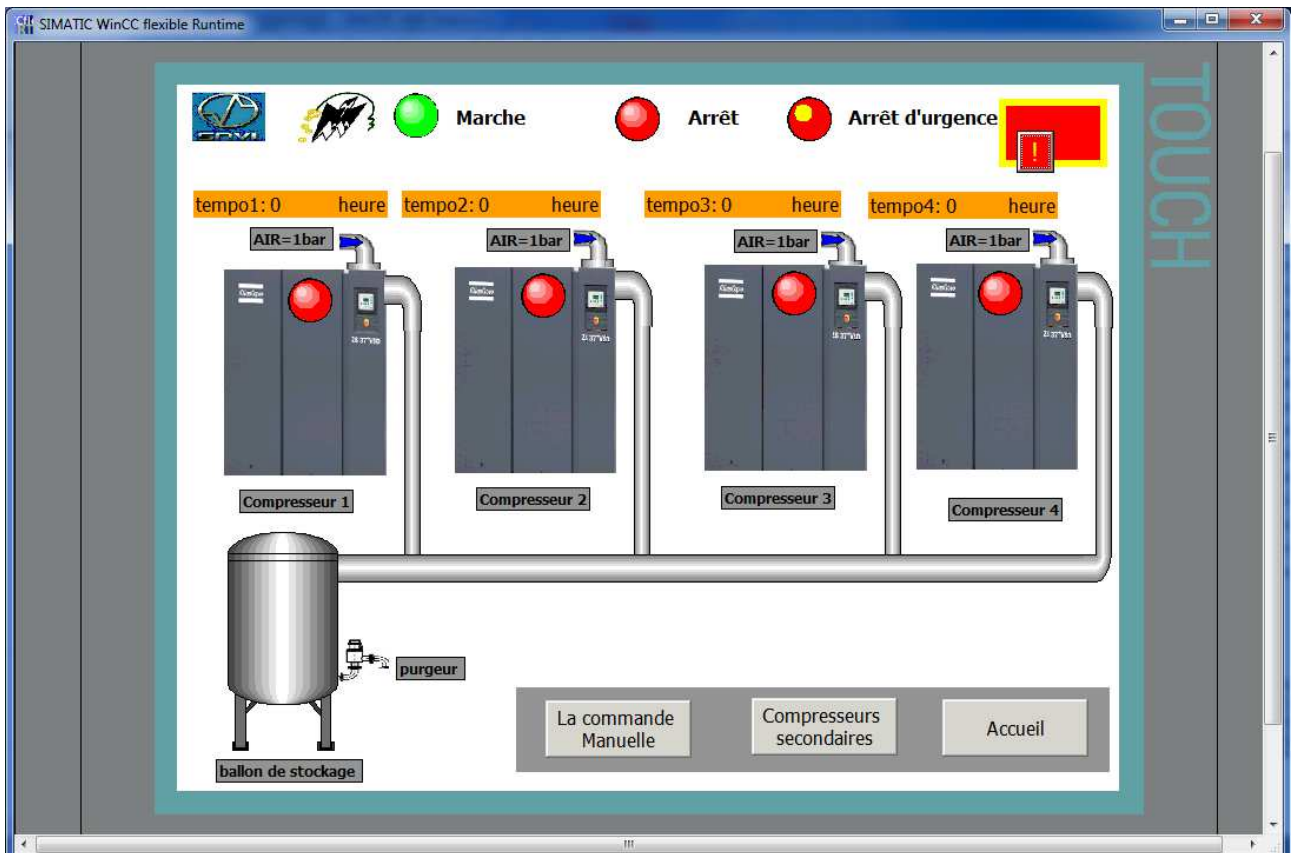 SIMATIC WinCC flexible Runtime
TOUCH
Marche
Arrêt
Arrêt d'urgence
!
tempo1: 0 heure
tempo2: 0 heure
tempo3: 0 heure
tempo4: 0 heure
AIR=1bar
AIR=1bar
AIR=1bar
AIR=1bar
Compresseur 1
Compresseur 2
Compresseur 3
Compresseur 4
purgeur
ballon de stockage
La commande
Manuelle
Compresseurs
secondaires
Accueil